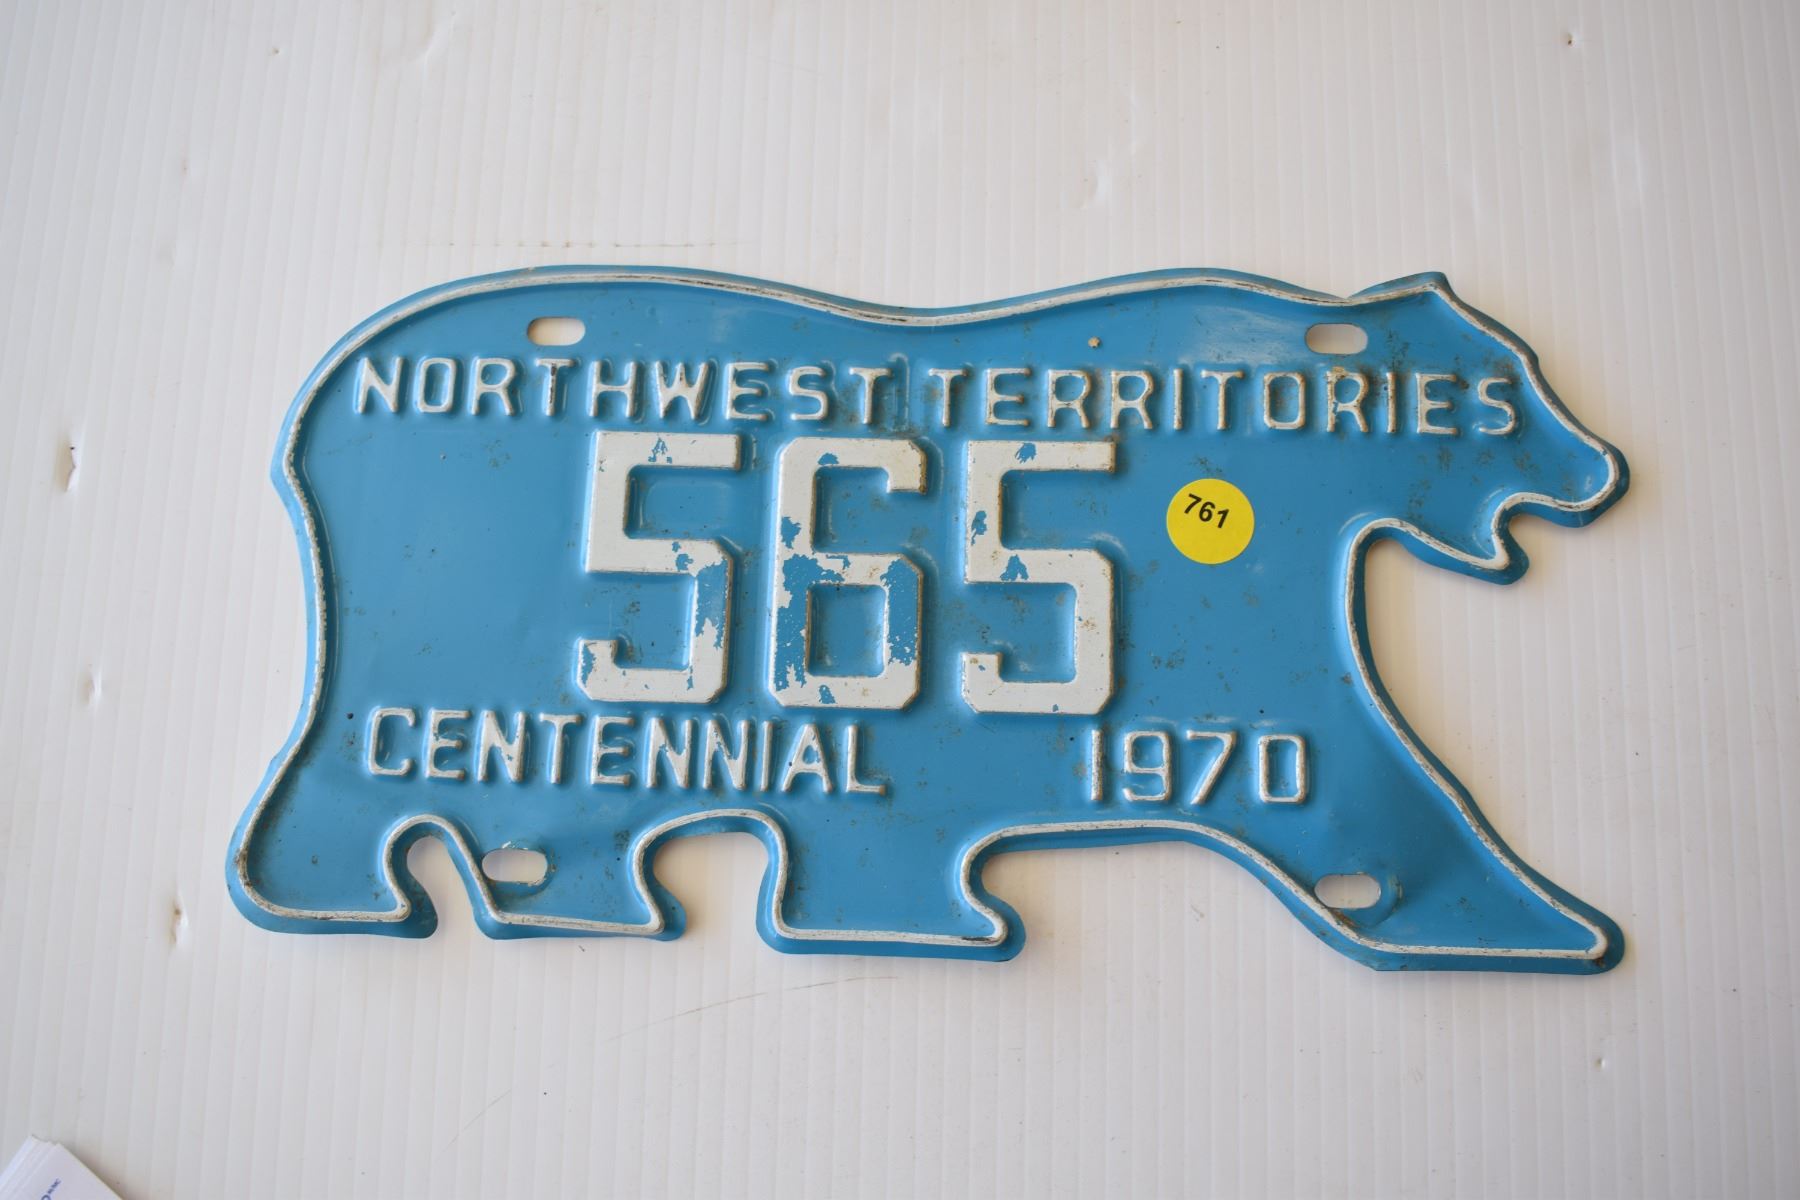 NORTHWEST TERRITORIES
565
761
CENTENNIAL 1970